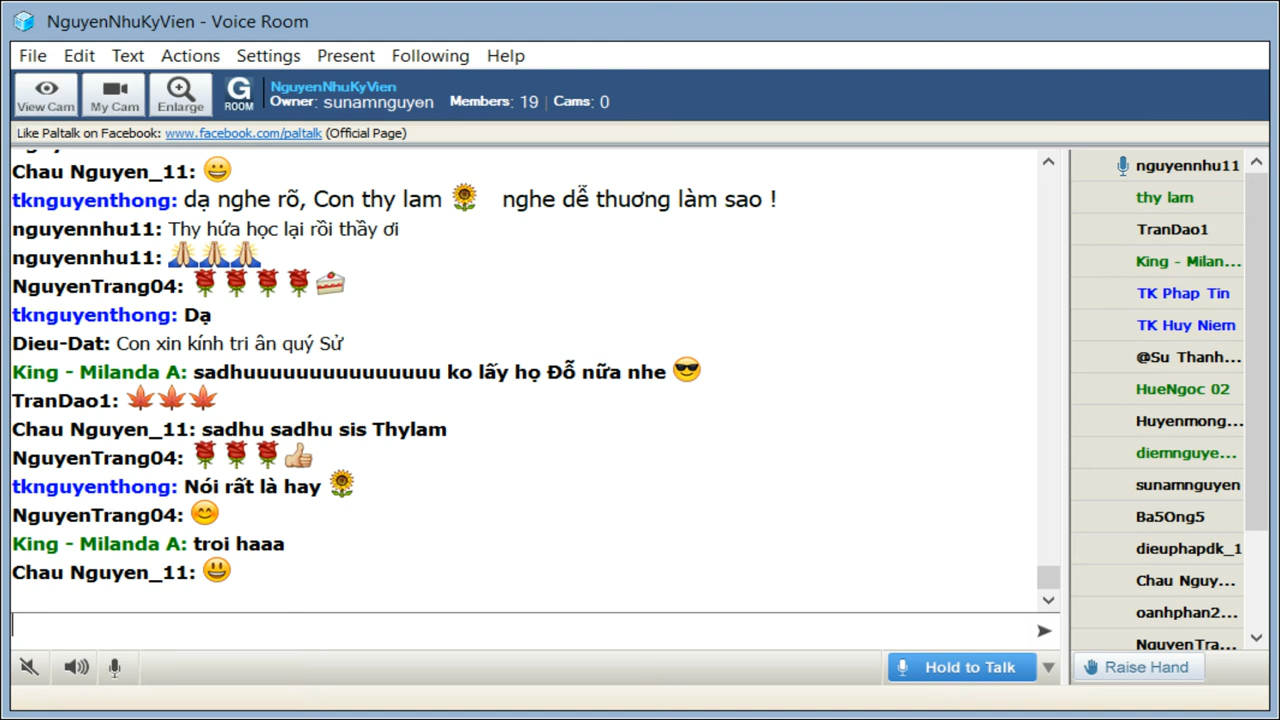 NguyenNhuKyVien - Voice Room
File Edit Text Actions Settings Present Following Help
View Cam
My Cam
Enlarge
G ROOM
NguyenNhuKyVien
Owner: sunamnguyen Members: 19 | Cams: 0
Like Paltalk on Facebook: www.facebook.com/paltalk (Official Page)
Chau Nguyen_11: 😀
tknguyenthong: dạ nghe rõ, Con thy lam 🌻 nghe dễ thuơng làm sao !
nguyennhu11: Thy hứa học lại rồi thầy ơi
nguyennhu11: 🙏🙏🙏
NguyenTrang04: 🌹🌹🌹🌹🍰
tknguyenthong: Dạ
Dieu-Dat: Con xin kính tri ân quý Sử
King - Milanda A: sadhuuuuuuuuuuuuuuu ko lấy họ Đỗ nữa nhe 😎
TranDao1: 🍁🍁🍁
Chau Nguyen_11: sadhu sadhu sis Thylam
NguyenTrang04: 🌹🌹🌹👍
tknguyenthong: Nói rất là hay 🌻
NguyenTrang04: 😊
King - Milanda A: troi haaa
Chau Nguyen_11: 😃
nguyennhu11
thy lam
TranDao1
King - Milan...
TK Phap Tin
TK Huy Niem
@Su Thanh...
HueNgoc 02
Huyenmong...
diemnguye...
sunamnguyen
Ba5Ong5
dieuphapdk_1
Chau Nguy...
oanhphan2...
NguyenTra...
Hold to Talk
Raise Hand